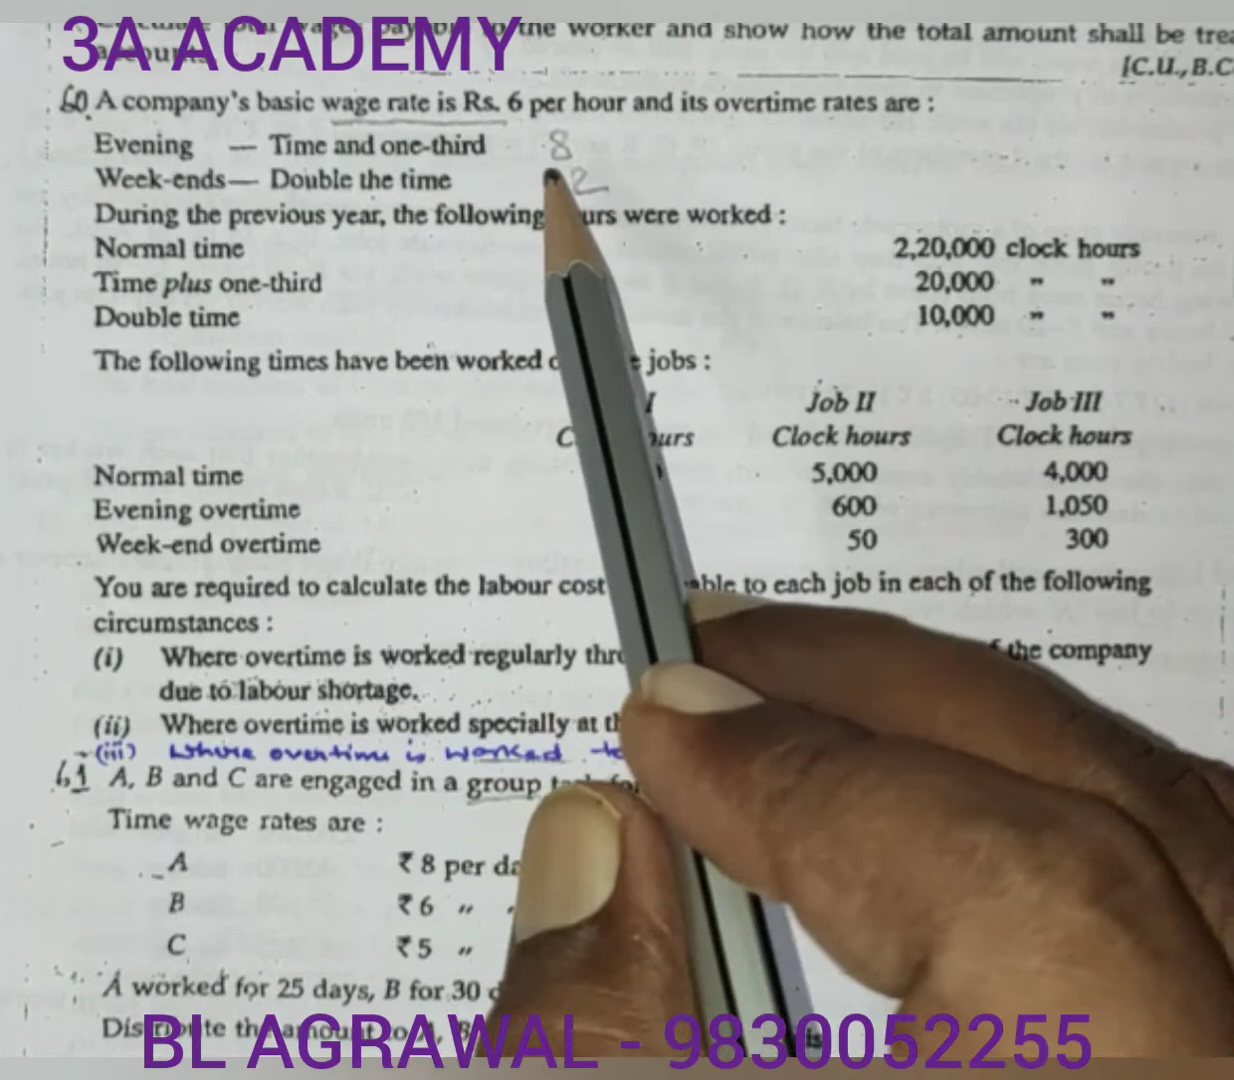 3A ACADEMY
to the worker and show how the total amount shall be
[C.U., B.C
60 A company's basic wage rate is Rs. 6 per hour and its overtime rates are :
Evening — Time and one-third 8
Week-ends— Double the time
During the previous year, the following urs were worked :
Normal time 2,20,000 clock hours
Time plus one-third 20,000 " "
Double time 10,000 " "
The following times have been worked jobs :
I Job II Job III
C urs Clock hours Clock hours
Normal time 5,000 4,000
Evening overtime 600 1,050
Week-end overtime 50 300
You are required to calculate the labour cost able to each job in each of the following
circumstances :
(i) Where overtime is worked regularly the company
due to labour shortage.
(ii) Where overtime is worked specially at
(iii) where overtime is worked
61 A, B and C are engaged in a group
Time wage rates are :
A ₹ 8 per
B ₹ 6 "
C ₹ 5 "
A worked for 25 days, B for 30
Distribute the amount to A, B
BL AGRAWAL - 9830052255